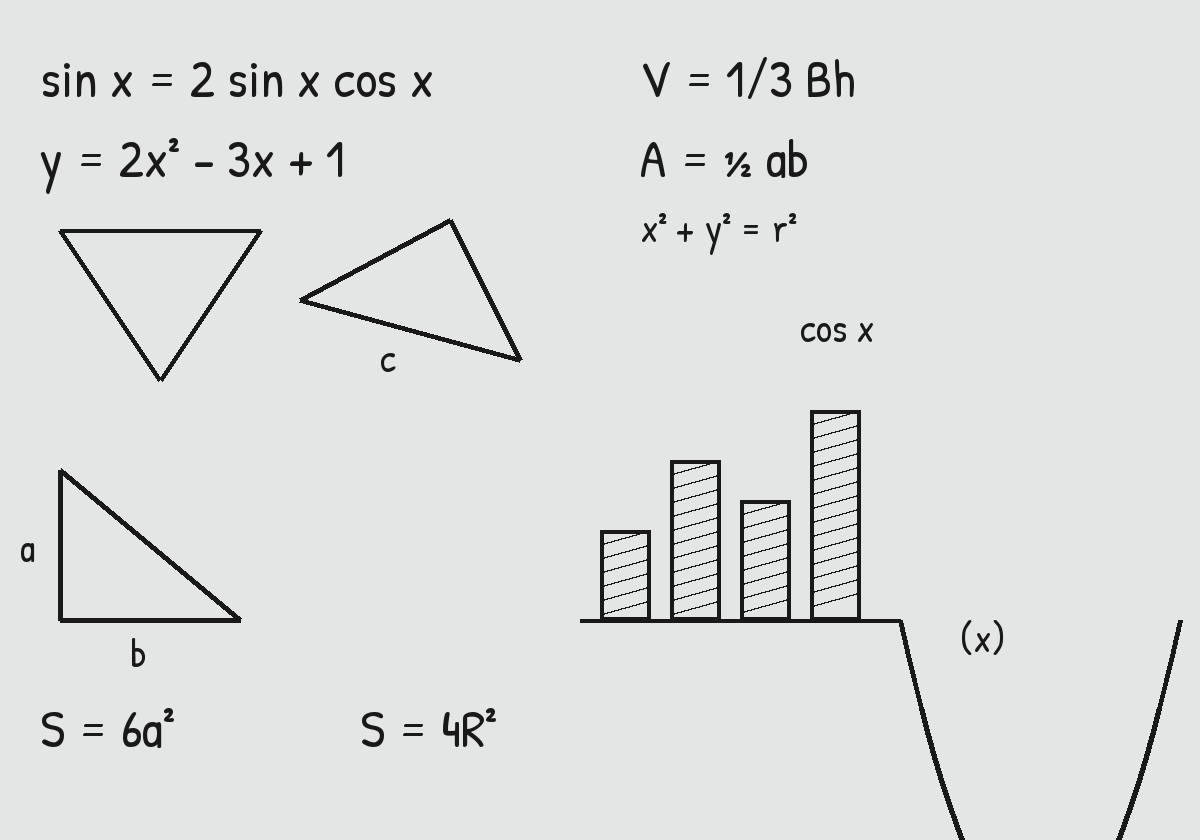 sin x = 2 sin x cos x
y = 2x² - 3x + 1
V = 1/3 Bh
A = ½ ab
x² + y² = r²
cos x
c
a
b
(x)
S = 6a²
S = 4R²